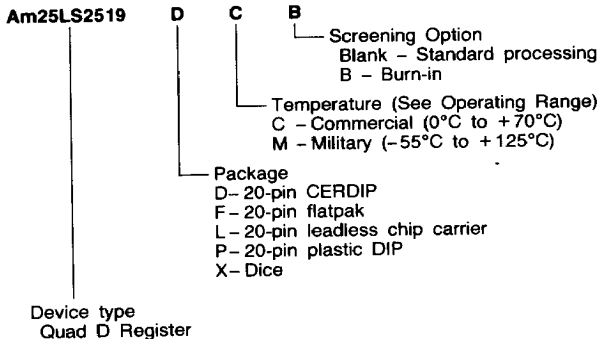 Am25LS2519 D C B
Screening Option
Blank – Standard processing
B – Burn-in
Temperature (See Operating Range)
C – Commercial (0°C to +70°C)
M – Military (–55°C to +125°C)
Package
D– 20-pin CERDIP
F – 20-pin flatpak
L – 20-pin leadless chip carrier
P – 20-pin plastic DIP
X– Dice
Device type
Quad D Register